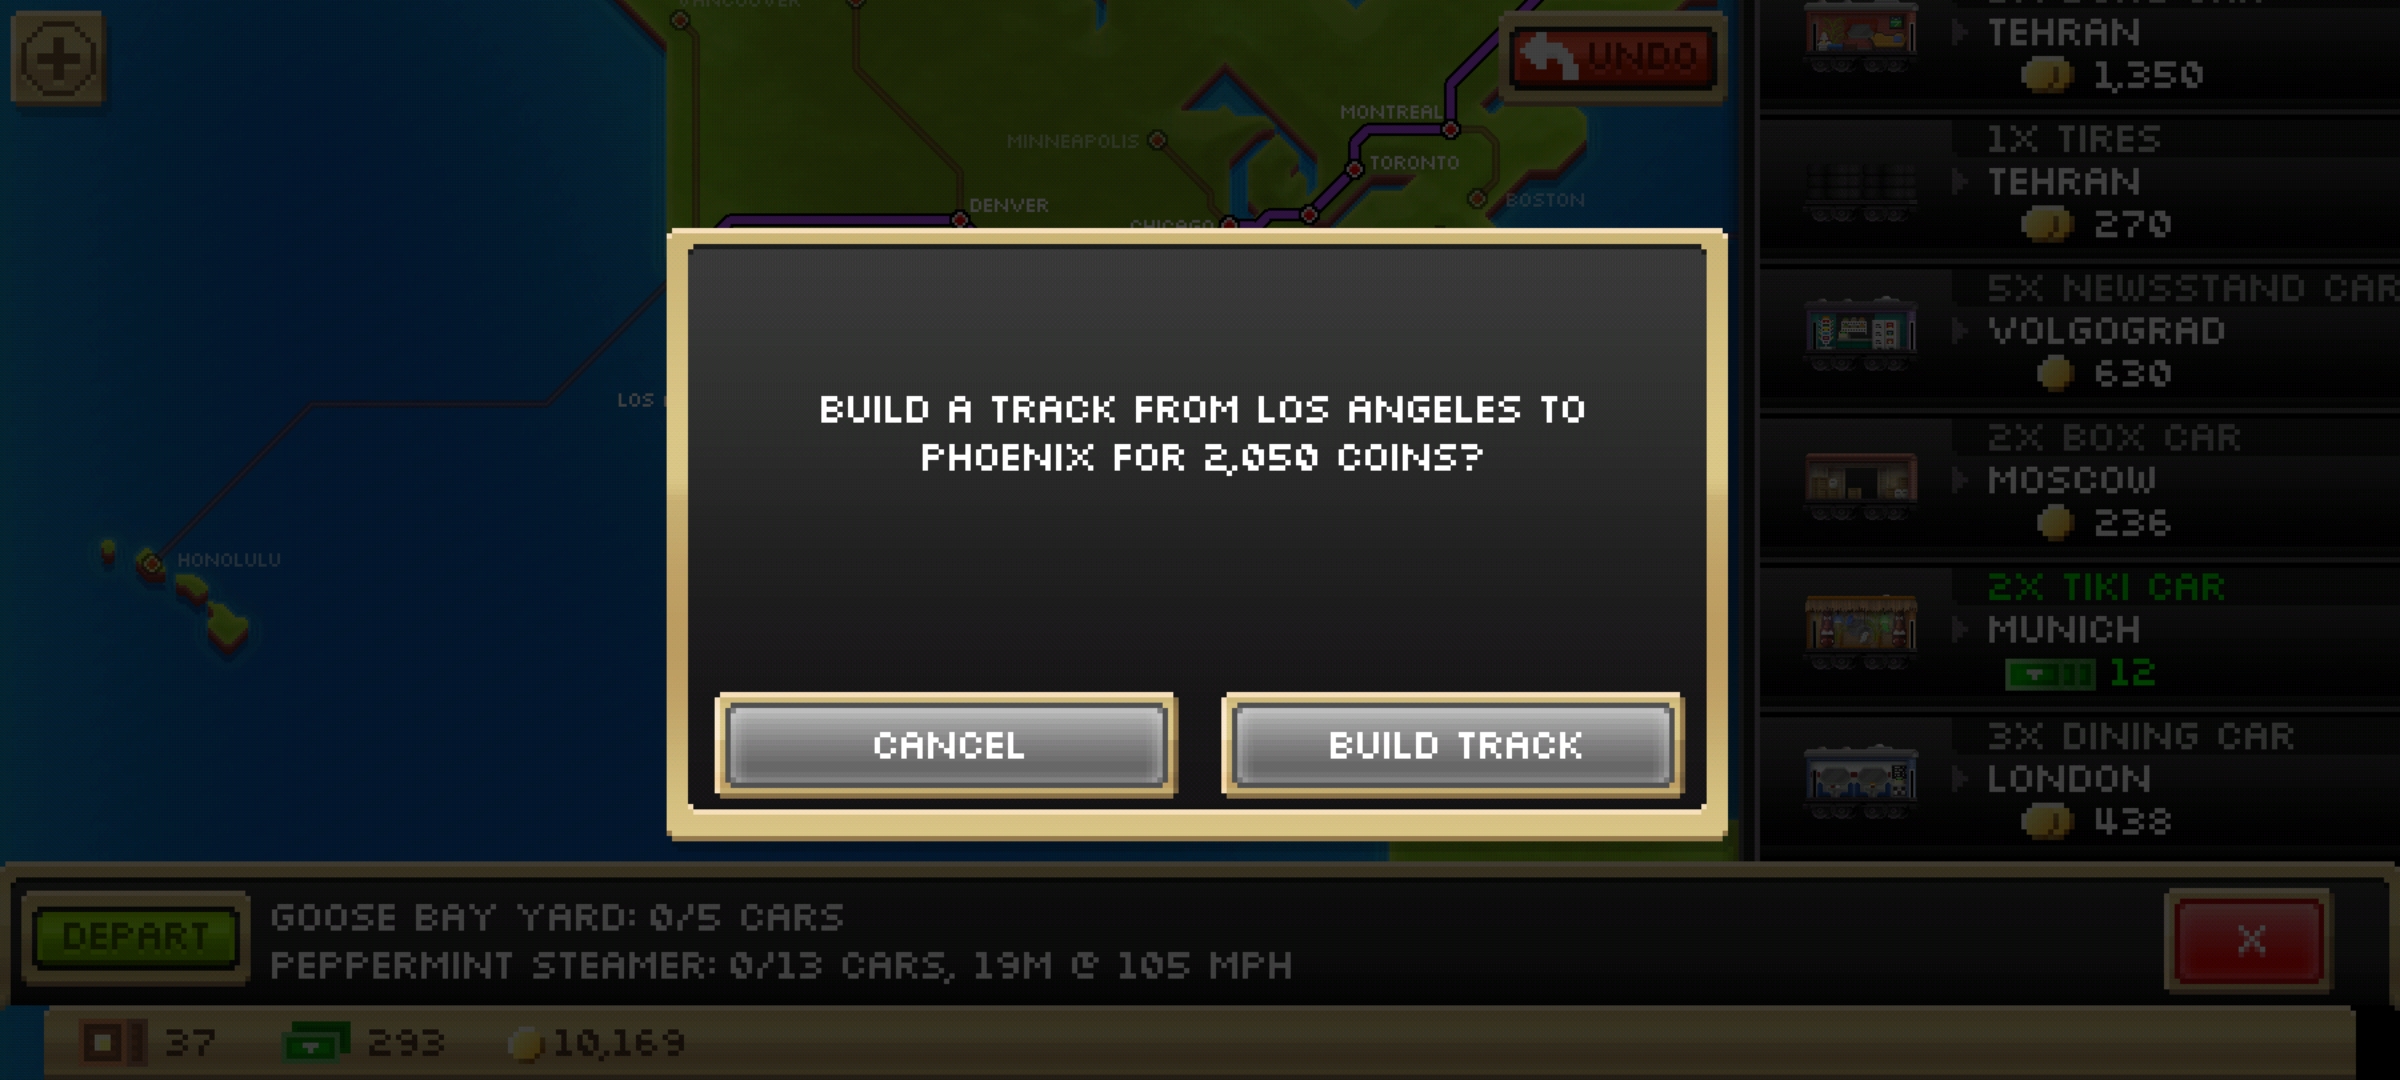 VANCOUVER
UNDO
MONTREAL
MINNEAPOLIS
TORONTO
DENVER
BOSTON
CHICAGO
LOS
HONOLULU
TEHRAN
1,350
1X TIRES
TEHRAN
270
5X NEWSSTAND CAR
VOLGOGRAD
630
2X BOX CAR
MOSCOW
236
2X TIKI CAR
MUNICH
12
3X DINING CAR
LONDON
438
BUILD A TRACK FROM LOS ANGELES TO
PHOENIX FOR 2,050 COINS?
CANCEL
BUILD TRACK
DEPART
GOOSE BAY YARD: 0/5 CARS
PEPPERMINT STEAMER: 0/13 CARS, 19M @ 105 MPH
X
37
293
10,169